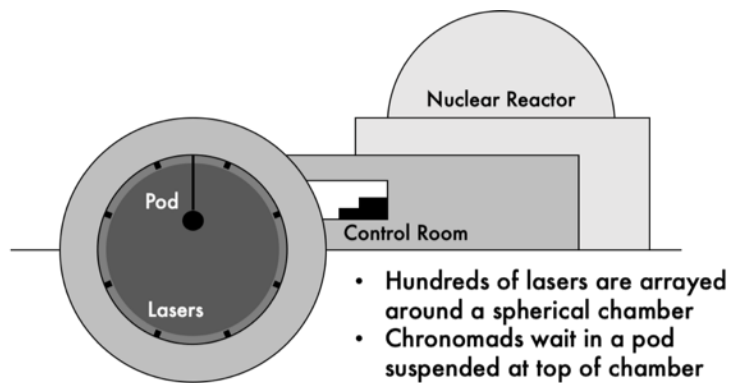 Nuclear Reactor
Pod
Control Room
Lasers
• Hundreds of lasers are arrayed
around a spherical chamber
• Chronomads wait in a pod
suspended at top of chamber